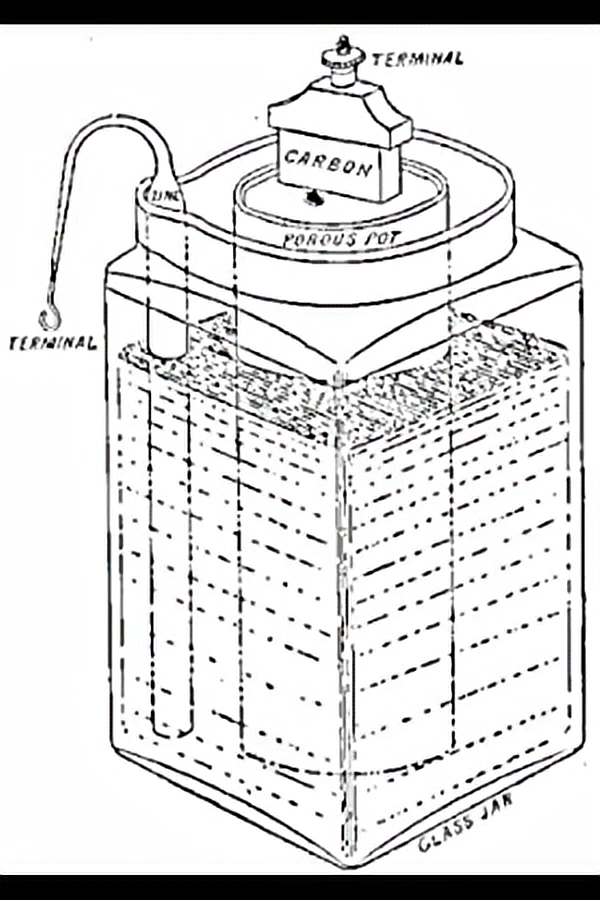 TERMINAL
CARBON
ZINC
POROUS POT
TERMINAL
GLASS JAR